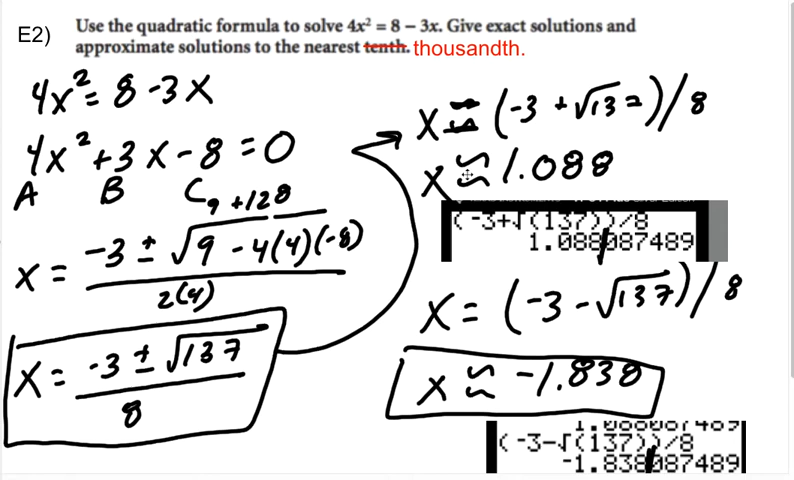 E2) Use the quadratic formula to solve 4x² = 8 – 3x. Give exact solutions and
approximate solutions to the nearest tenth. thousandth.
4x² = 8 - 3x
4x² + 3x - 8 = 0
A B C
9 + 128
x = -3 ± √9 - 4(4)(-8)
2(4)
x = -3 ± √137
8
x ≈ (-3 + √137)/8
x ≈ 1.088
(-3+√(137))/8
1.088087489
x = (-3 - √137)/8
x ≈ -1.838
1.088087489
(-3-√(137))/8
-1.838087489